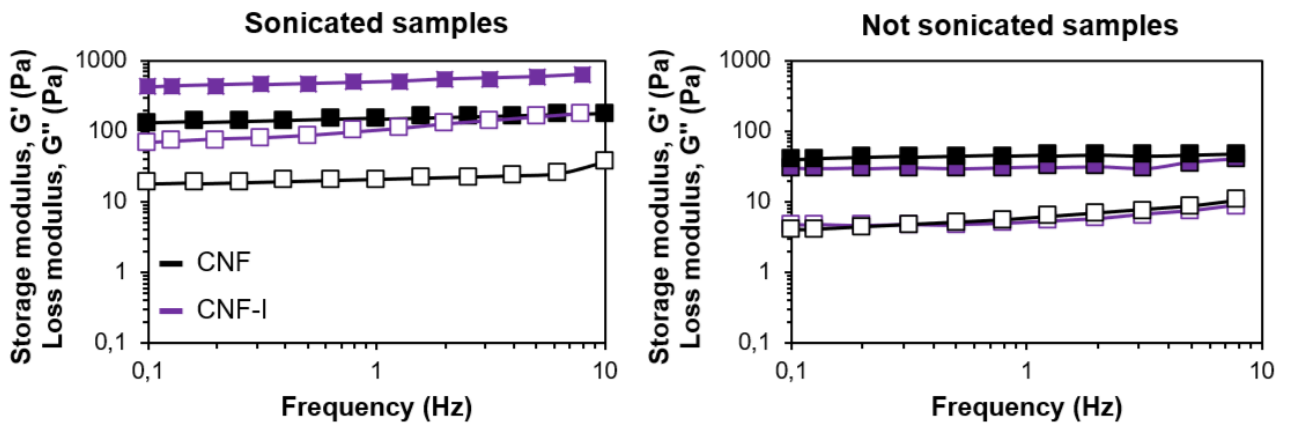 Sonicated samples
Storage modulus, G' (Pa)
Loss modulus, G'' (Pa)
1000
100
10
1
0,1
CNF
CNF-I
0,1
1
10
Frequency (Hz)
Not sonicated samples
Storage modulus, G' (Pa)
Loss modulus, G'' (Pa)
1000
100
10
1
0,1
0,1
1
10
Frequency (Hz)